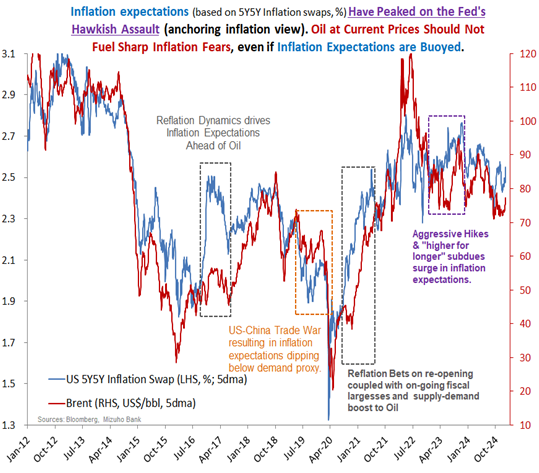 Inflation expectations (based on 5Y5Y Inflation swaps, %) Have Peaked on the Fed's
Hawkish Assault (anchoring inflation view). Oil at Current Prices Should Not
Fuel Sharp Inflation Fears, even if Inflation Expectations are Buoyed.
3.1
2.9
2.7
2.5
2.3
2.1
1.9
1.7
1.5
1.3
120
110
100
90
80
70
60
50
40
30
20
10
Reflation Dynamics drives
Inflation Expectations
Ahead of Oil
Aggressive Hikes
& "higher for
longer" subdues
surge in inflation
expectations.
US-China Trade War
resulting in inflation
expectations dipping
below demand proxy.
Reflation Bets on re-opening
coupled with on-going fiscal
largesses and supply-demand
boost to Oil
US 5Y5Y Inflation Swap (LHS, %; 5dma)
Brent (RHS, US$/bbl, 5dma)
Sources: Bloomberg, Mizuho Bank
Jan-12
Oct-12
Jul-13
Apr-14
Jan-15
Oct-15
Jul-16
Apr-17
Jan-18
Oct-18
Jul-19
Apr-20
Jan-21
Oct-21
Jul-22
Apr-23
Jan-24
Oct-24